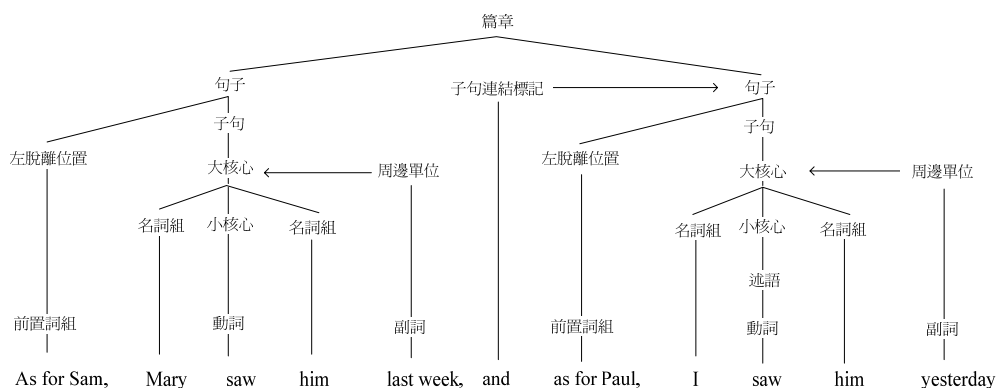 篇章
句子 子句連結標記 句子
子句 子句
左脫離位置 左脫離位置
大核心 周邊單位 大核心 周邊單位
名詞組 小核心 名詞組 名詞組 小核心 名詞組
述語
前置詞組 動詞 副詞 前置詞組 動詞 副詞
As for Sam, Mary saw him last week, and as for Paul, I saw him yesterday